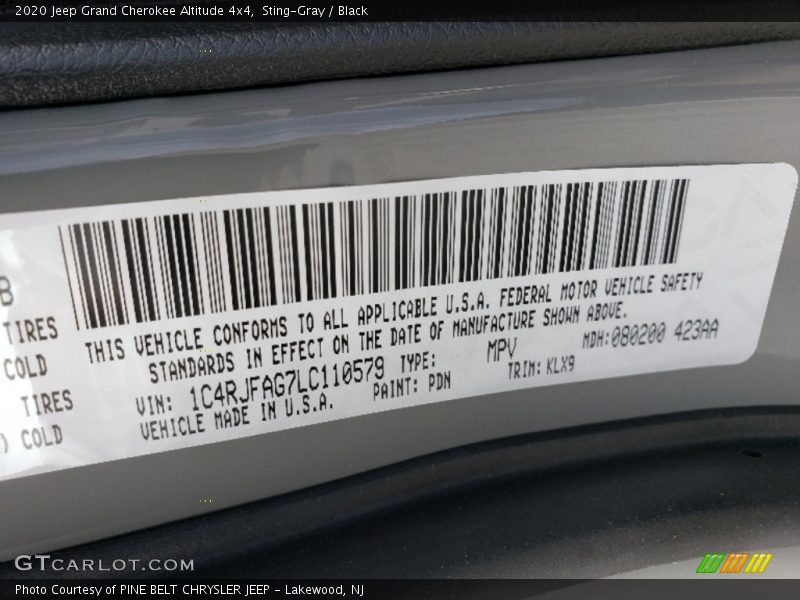 2020 Jeep Grand Cherokee Altitude 4x4, Sting-Gray / Black
B
TIRES
COLD
TIRES
) COLD
THIS VEHICLE CONFORMS TO ALL APPLICABLE U.S.A. FEDERAL MOTOR VEHICLE SAFETY
STANDARDS IN EFFECT ON THE DATE OF MANUFACTURE SHOWN ABOVE.
VIN: 1C4RJFAG7LC110579 TYPE: MPV MDH:080200 423AA
VEHICLE MADE IN U.S.A. PAINT: PDN TRIM: KLX9
GTCARLOT.COM
Photo Courtesy of PINE BELT CHRYSLER JEEP - Lakewood, NJ